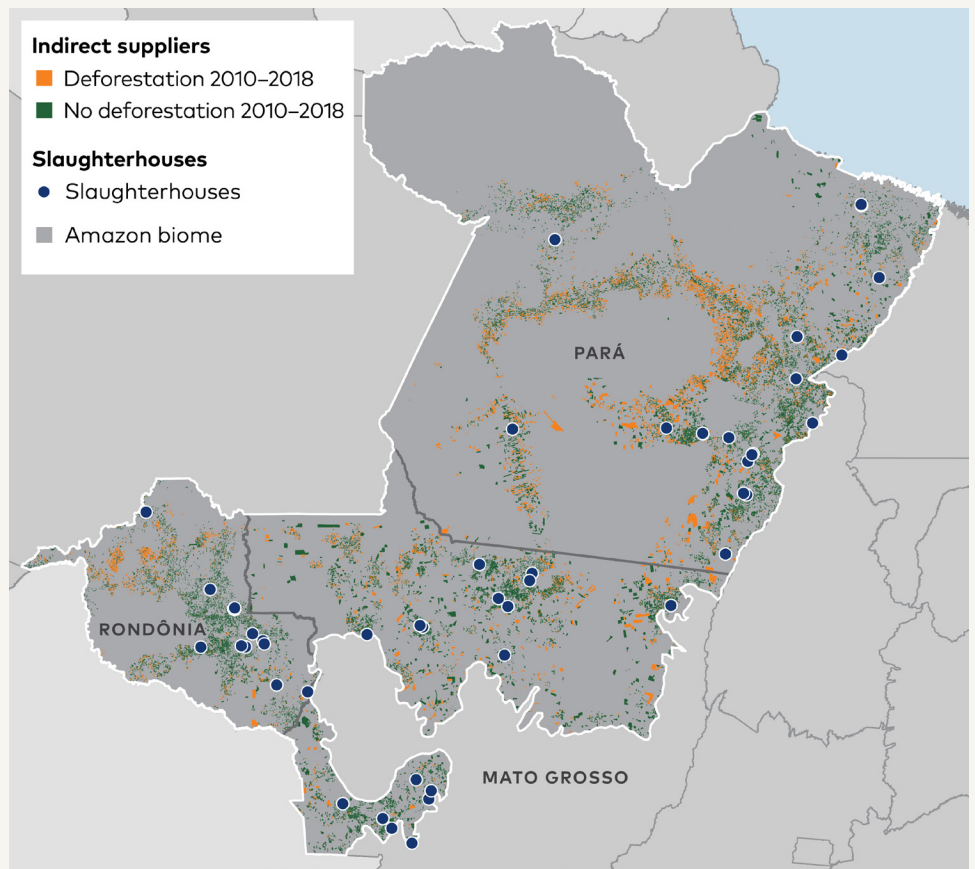 Indirect suppliers
Deforestation 2010–2018
No deforestation 2010–2018
Slaughterhouses
Slaughterhouses
Amazon biome
PARÁ
RONDÔNIA
MATO GROSSO